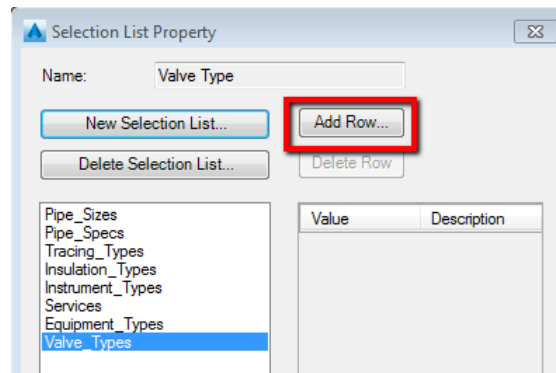 Selection List Property
Name: Valve Type
New Selection List... Add Row...
Delete Selection List... Delete Row
Pipe_Sizes
Pipe_Specs
Tracing_Types
Insulation_Types
Instrument_Types
Services
Equipment_Types
Valve_Types
Value Description